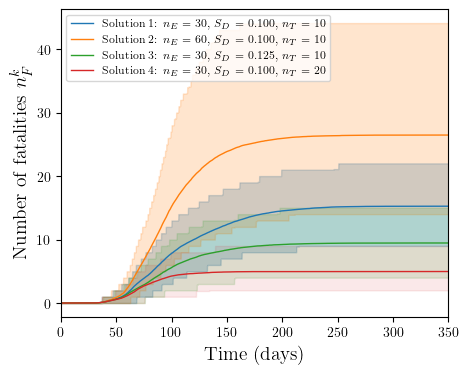 Solution 1: $n_E$ = 30, $S_D$ = 0.100, $n_T$ = 10
Solution 2: $n_E$ = 60, $S_D$ = 0.100, $n_T$ = 10
Solution 3: $n_E$ = 30, $S_D$ = 0.125, $n_T$ = 10
Solution 4: $n_E$ = 30, $S_D$ = 0.100, $n_T$ = 20
Number of fatalities $n_F^k$
40
30
20
10
0
0 50 100 150 200 250 300 350
Time (days)